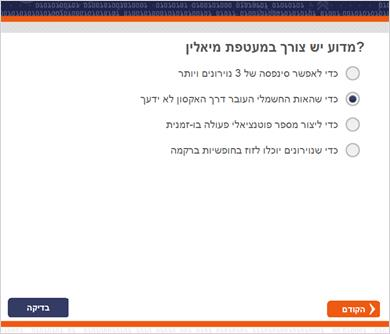 מדוע יש צורך במעטפת מיאלין?
כדי לאפשר סינפסה של 3 נוירונים ויותר
כדי שהאות החשמלי העובר דרך האקסון לא ידעך
כדי ליצור מספר פוטנציאלי פעולה בו-זמנית
כדי שנוירונים יוכלו לזוז בחופשיות ברקמה
הקודם
בדיקה